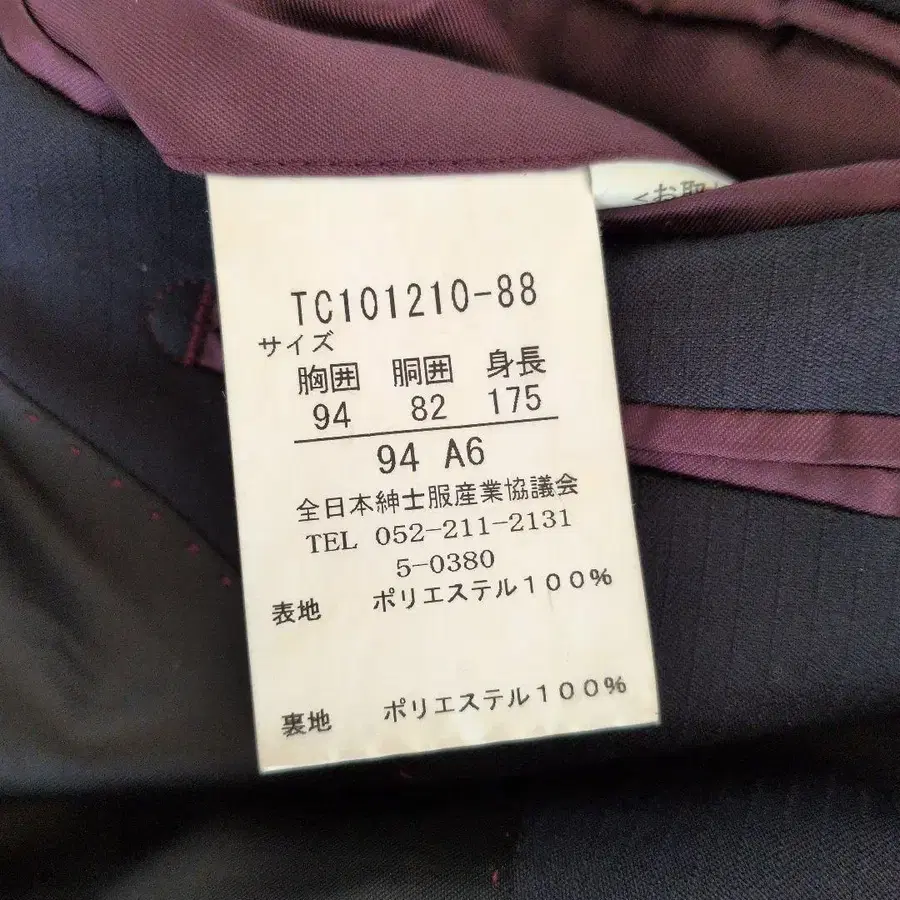 <お取
TC101210-88
サイズ
胸囲 胴囲 身長
94 82 175
94 A6
全日本紳士服産業協議会
TEL 052-211-2131
5-0380
表地 ポリエステル100%
裏地 ポリエステル100%